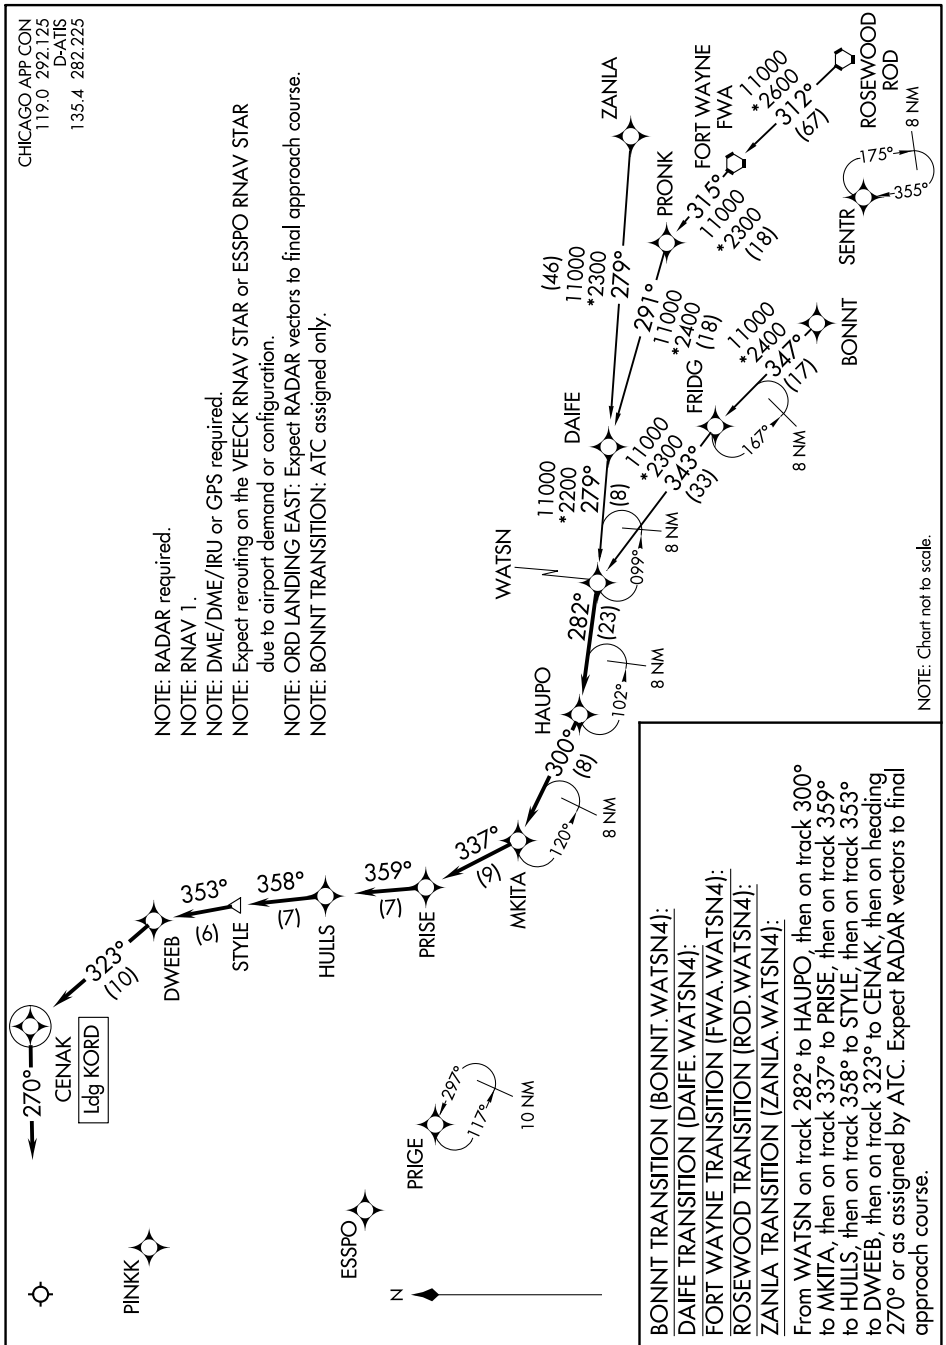 CHICAGO APP CON
119.0 292.125
D-ATIS
135.4 282.225
NOTE: RADAR required.
NOTE: RNAV 1.
NOTE: DME/DME/IRU or GPS required.
NOTE: Expect rerouting on the VEECK RNAV STAR or ESSPO RNAV STAR
due to airport demand or configuration.
NOTE: ORD LANDING EAST: Expect RADAR vectors to final approach course.
NOTE: BONNT TRANSITION: ATC assigned only.
270°
CENAK
Ldg KORD
323°
(10)
DWEEB
353°
(6)
STYLE
358°
(7)
HULLS
359°
(7)
PRISE
337°
(9)
MKITA
120°
8 NM
300°
(8)
HAUPO
102°
8 NM
282°
(23)
WATSN
099°
8 NM
11000
*2200
279°
(8)
DAIFE
(46)
11000
*2300
279°
ZANLA
291°
11000
*2400
(18)
PRONK
315°
11000
*2300
(18)
FORT WAYNE
FWA
11000
*2600
312°
(67)
ROSEWOOD
ROD
11000
*2300
343°
(33)
FRIDG
167°
8 NM
11000
*2400
347°
(17)
BONNT
SENTR
175°
355°
8 NM
PINKK
ESSPO
PRIGE
297°
117°
10 NM
N
NOTE: Chart not to scale.
BONNT TRANSITION (BONNT.WATSN4):
DAIFE TRANSITION (DAIFE.WATSN4):
FORT WAYNE TRANSITION (FWA.WATSN4):
ROSEWOOD TRANSITION (ROD.WATSN4):
ZANLA TRANSITION (ZANLA.WATSN4):
From WATSN on track 282° to HAUPO, then on track 300°
to MKITA, then on track 337° to PRISE, then on track 359°
to HULLS, then on track 358° to STYLE, then on track 353°
to DWEEB, then on track 323° to CENAK, then on heading
270° or as assigned by ATC. Expect RADAR vectors to final
approach course.